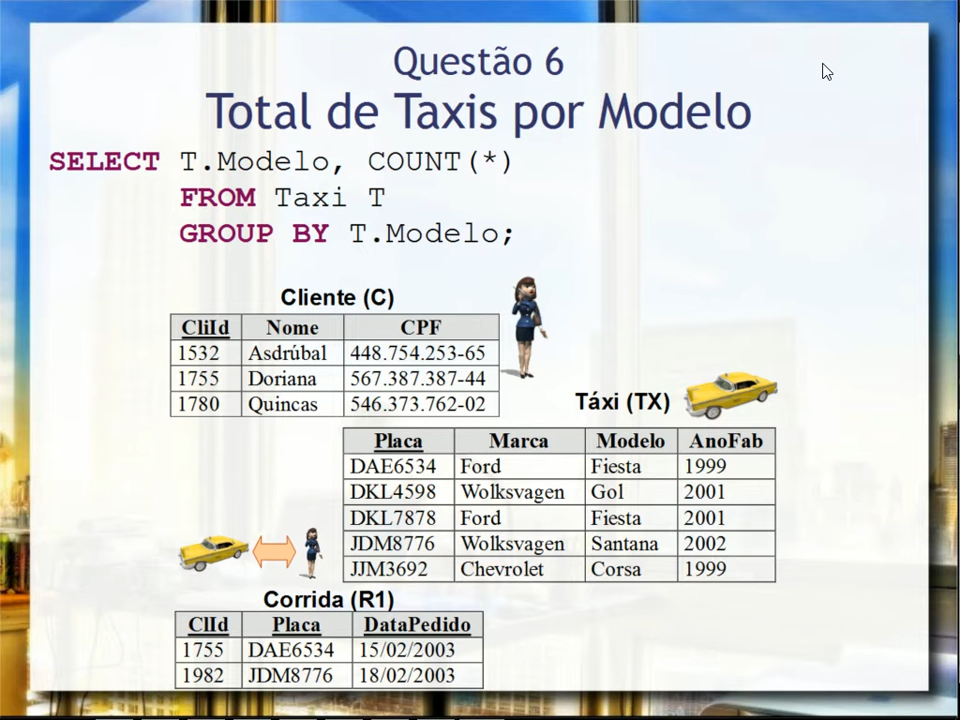 Questão 6
Total de Taxis por Modelo
SELECT T.Modelo, COUNT(*)
FROM Taxi T
GROUP BY T.Modelo;
Cliente (C)
CliId Nome CPF
1532 Asdrúbal 448.754.253-65
1755 Doriana 567.387.387-44
1780 Quincas 546.373.762-02
Táxi (TX)
Placa Marca Modelo AnoFab
DAE6534 Ford Fiesta 1999
DKL4598 Wolksvagen Gol 2001
DKL7878 Ford Fiesta 2001
JDM8776 Wolksvagen Santana 2002
JJM3692 Chevrolet Corsa 1999
Corrida (R1)
ClId Placa DataPedido
1755 DAE6534 15/02/2003
1982 JDM8776 18/02/2003